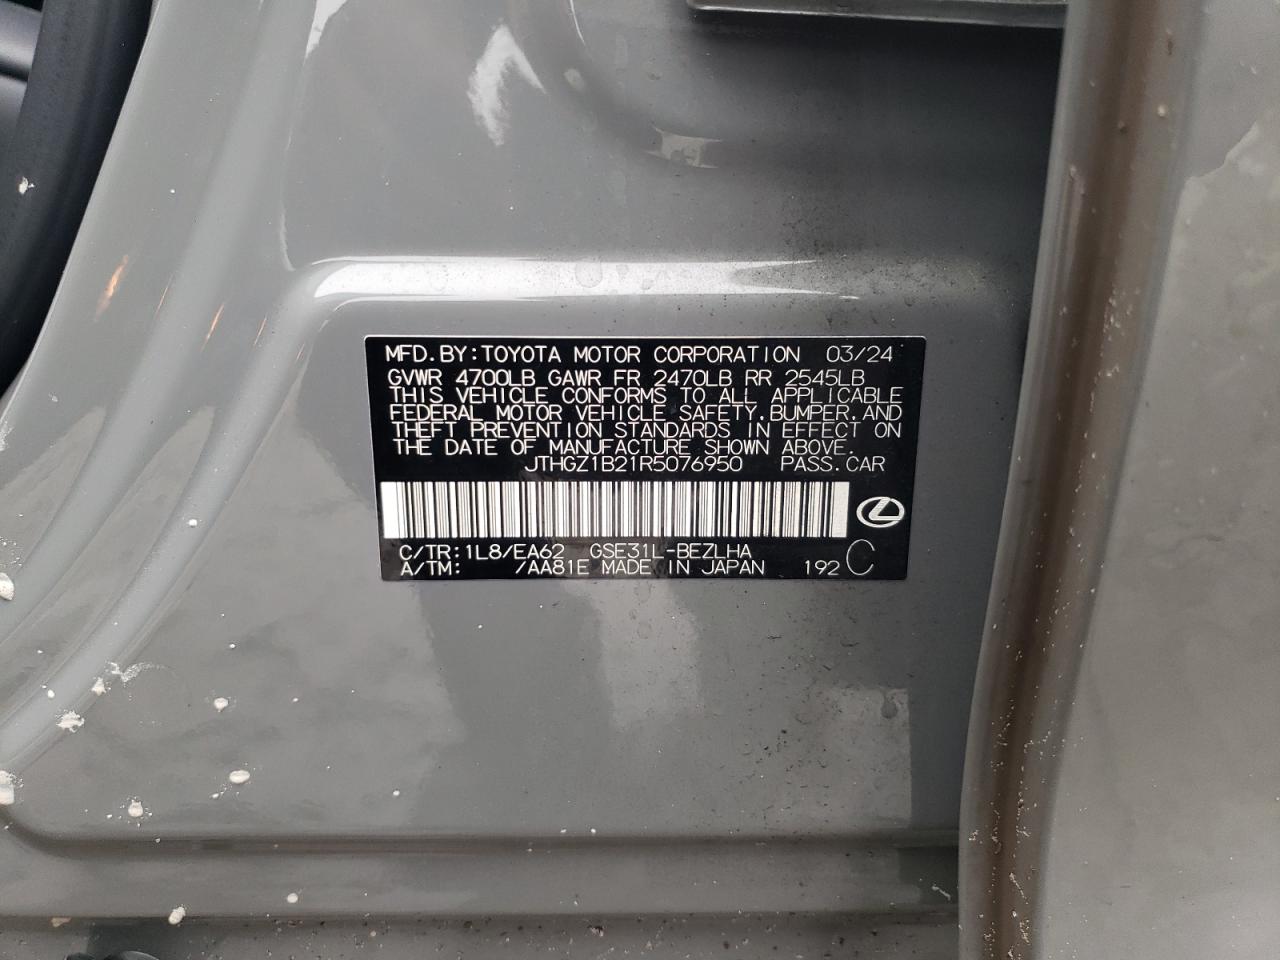 MFD.BY:TOYOTA MOTOR CORPORATION 03/24
GVWR 4700LB GAWR FR 2470LB RR 2545LB
THIS VEHICLE CONFORMS TO ALL APPLICABLE
FEDERAL MOTOR VEHICLE SAFETY,BUMPER,AND
THEFT PREVENTION STANDARDS IN EFFECT ON
THE DATE OF MANUFACTURE SHOWN ABOVE.
JTHGZ1B21R5076950 PASS.CAR
C/TR:1L8/EA62 GSE31L-BEZLHA
A/TM: /AA81E MADE IN JAPAN 192 C